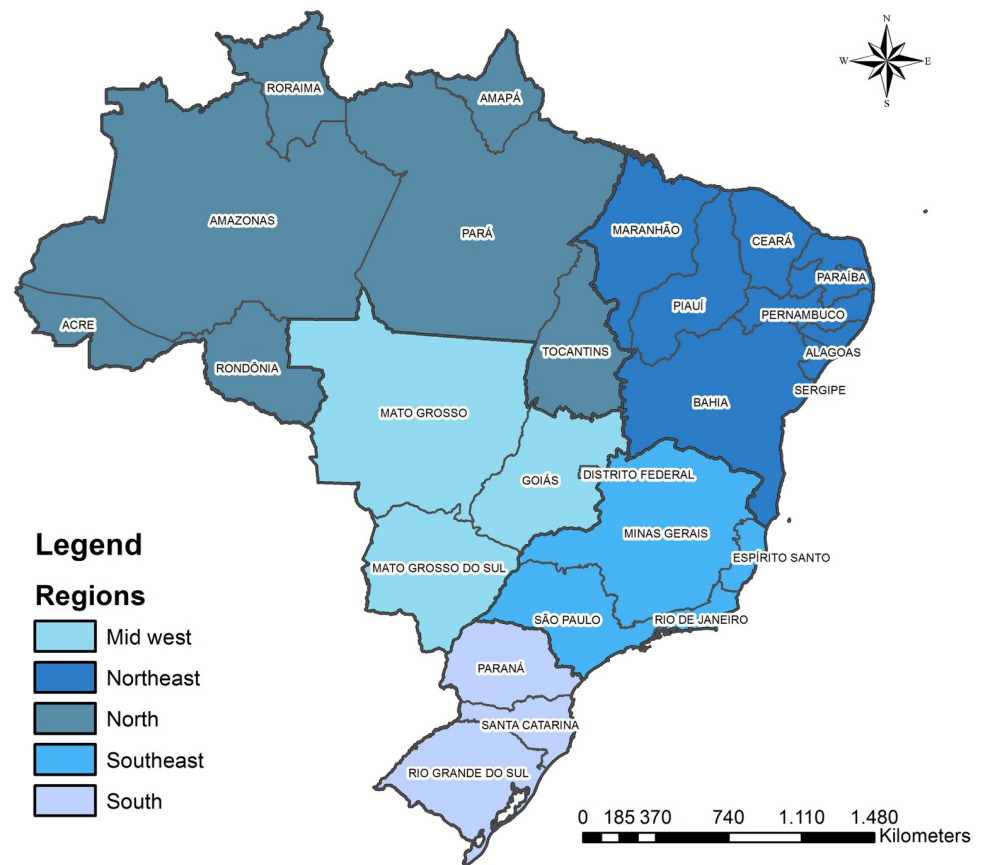 N
W E
S
RORAIMA
AMAPÁ
AMAZONAS
PARÁ
MARANHÃO
CEARÁ
PARAÍBA
PIAUÍ
PERNAMBUCO
ACRE
TOCANTINS
ALAGOAS
RONDÔNIA
SERGIPE
BAHIA
MATO GROSSO
GOIÁS
DISTRITO FEDERAL
MINAS GERAIS
ESPÍRITO SANTO
MATO GROSSO DO SUL
SÃO PAULO
RIO DE JANEIRO
PARANÁ
SANTA CATARINA
RIO GRANDE DO SUL
Legend
Regions
Mid west
Northeast
North
Southeast
South
0 185 370 740 1.110 1.480
Kilometers